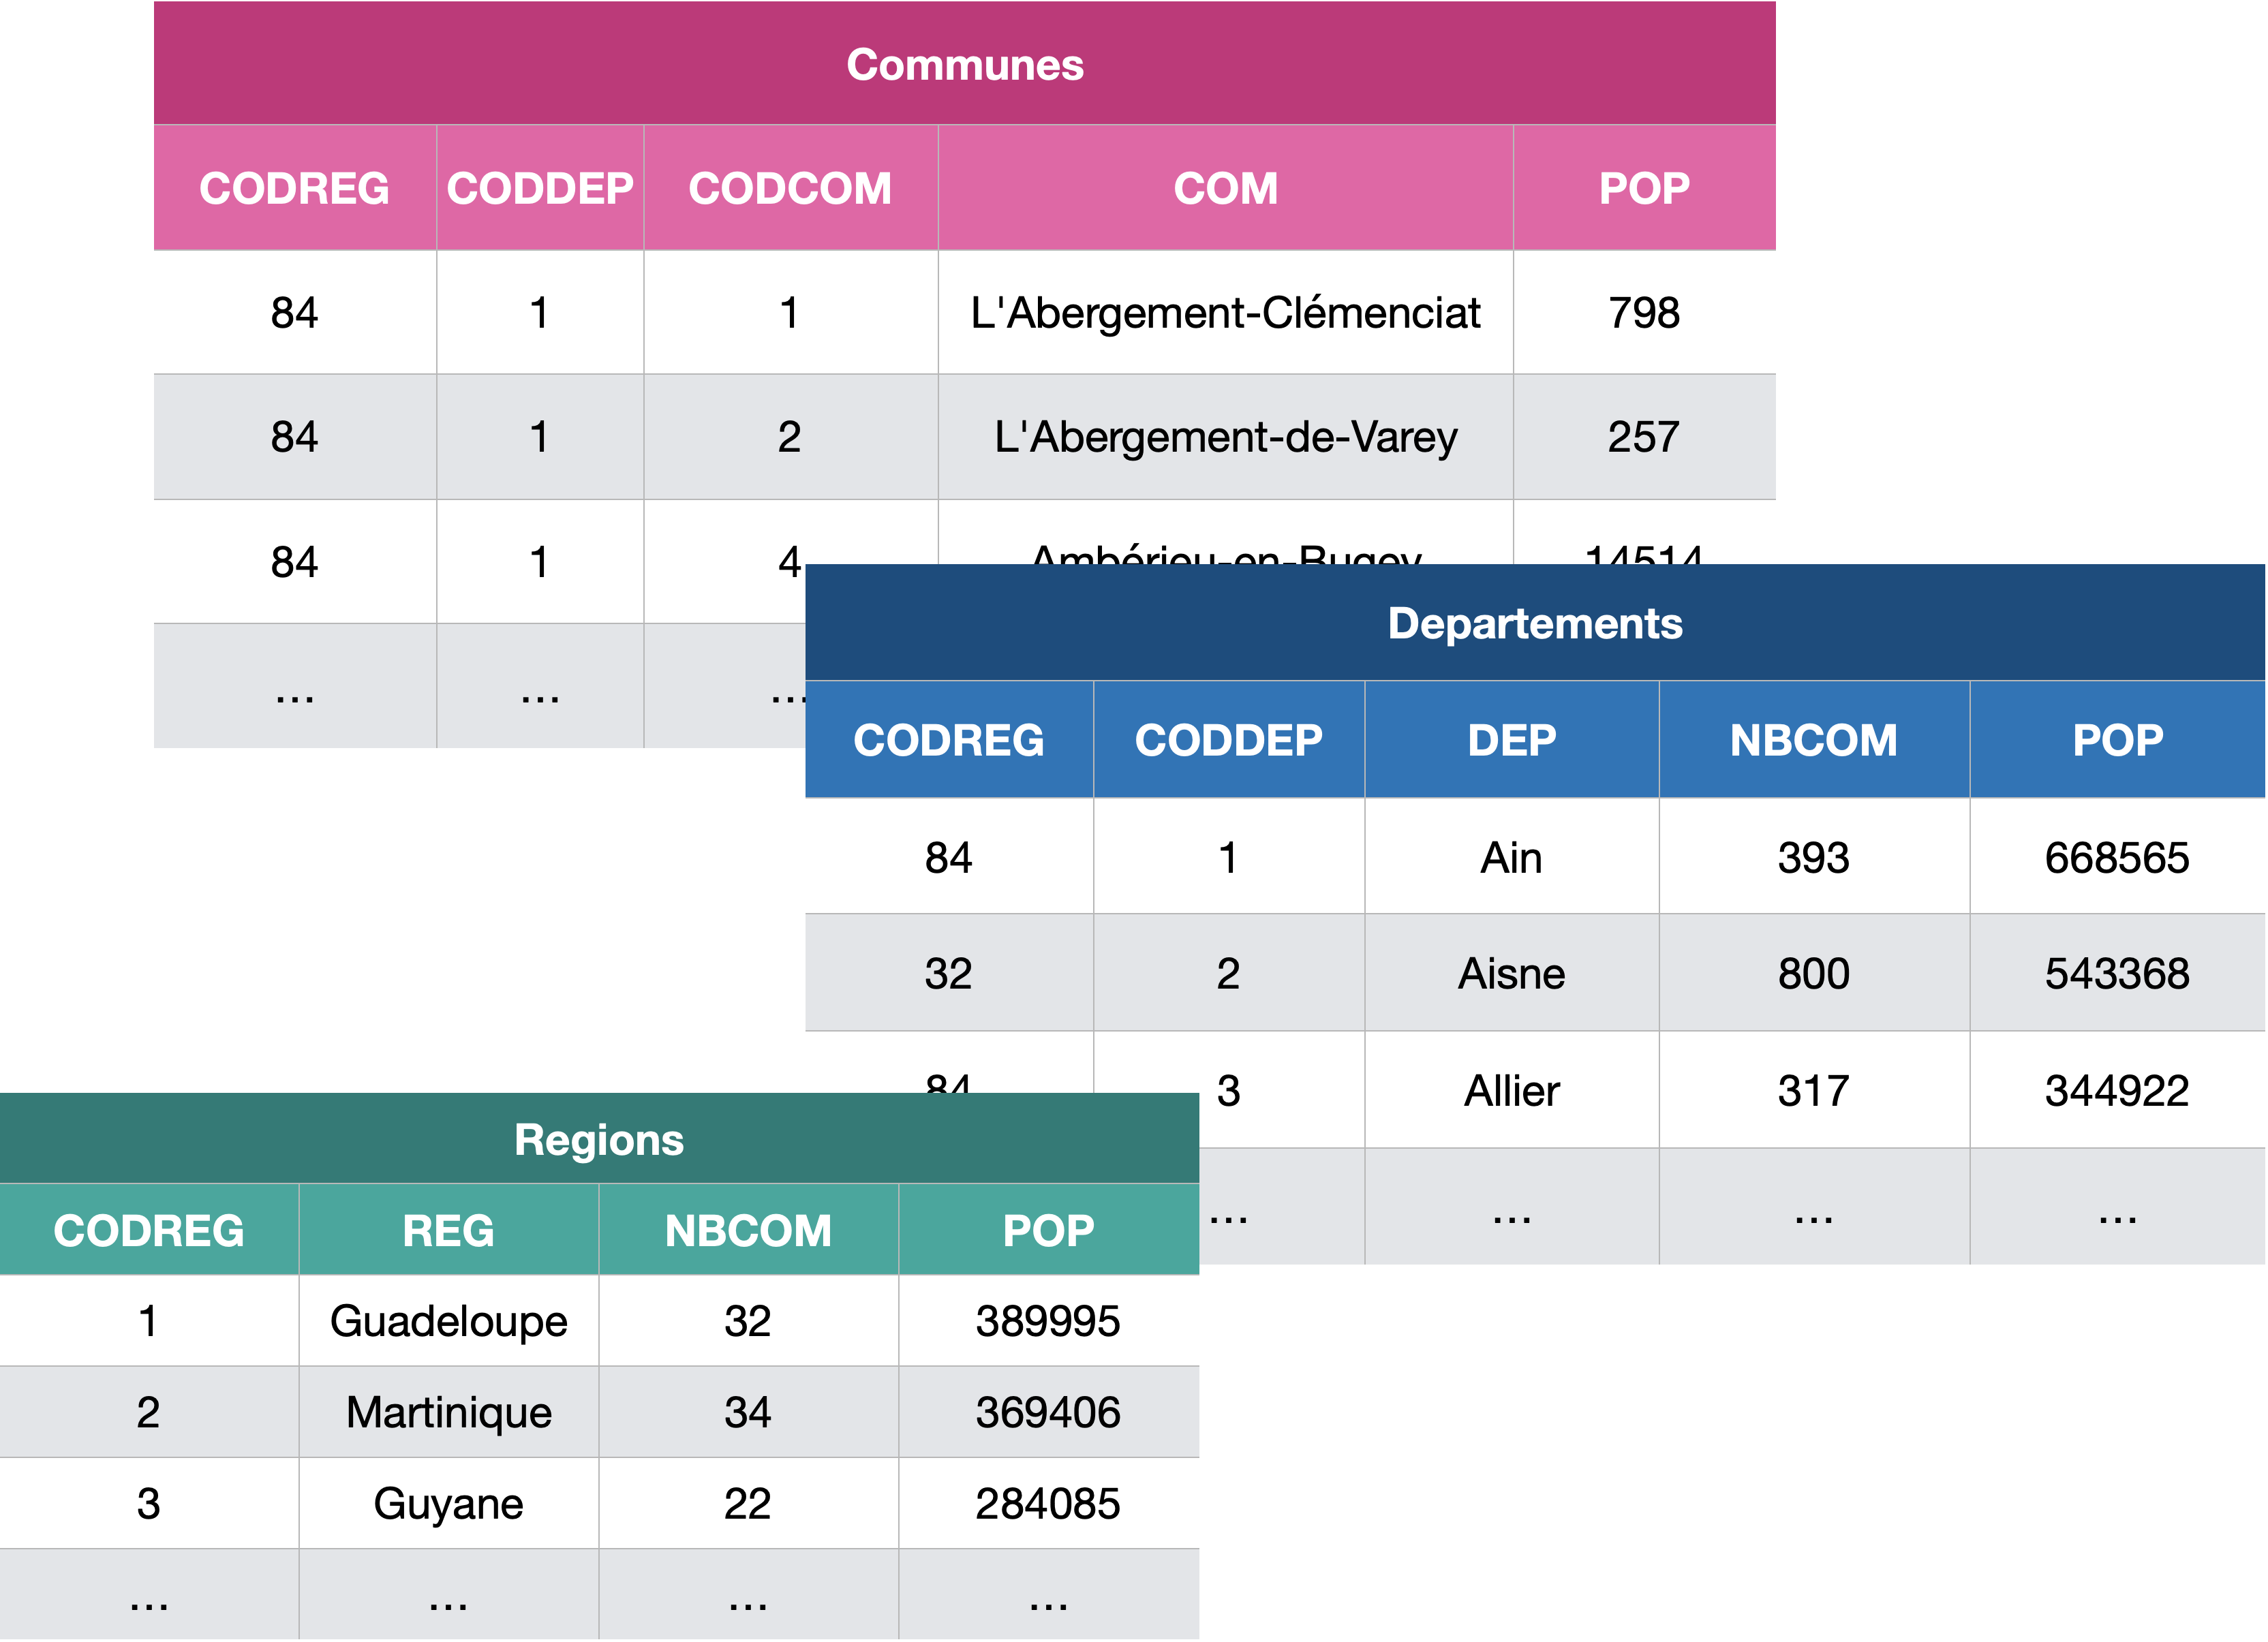 Communes
CODREG CODDEP CODCOM COM POP
84 1 1 L'Abergement-Clémenciat 798
84 1 2 L'Abergement-de-Varey 257
84 1 4 Ambérieu-en-Bugey 14514
... ... ...
Departements
CODREG CODDEP DEP NBCOM POP
84 1 Ain 393 668565
32 2 Aisne 800 543368
84 3 Allier 317 344922
... ... ... ...
Regions
CODREG REG NBCOM POP
1 Guadeloupe 32 389995
2 Martinique 34 369406
3 Guyane 22 284085
... ... ... ...